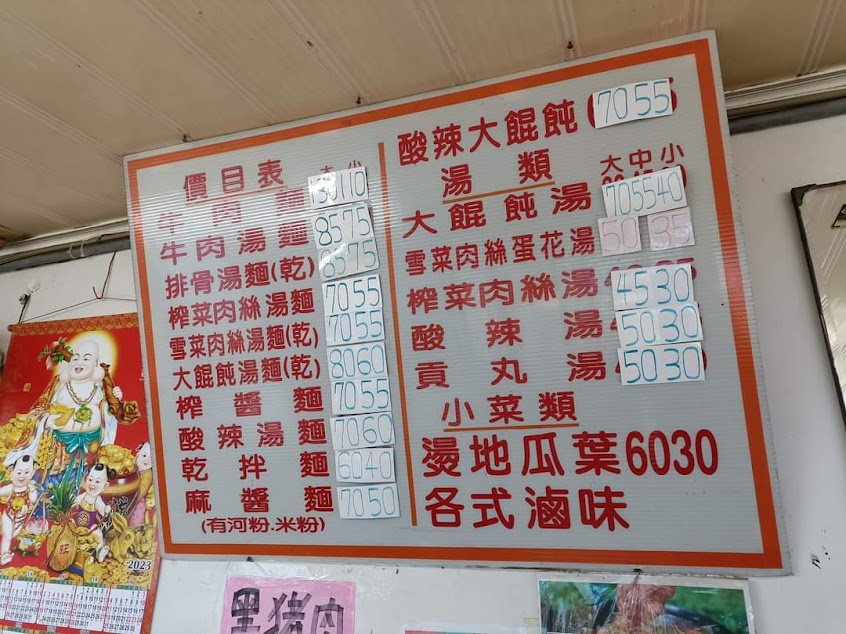 價目表 大 小
牛肉麵 130110
牛肉湯麵 8575
排骨湯麵(乾) 8575
榨菜肉絲湯麵 7055
雪菜肉絲湯麵(乾) 7055
大餛飩湯麵(乾) 8060
榨醬麵 7055
酸辣湯麵 7060
乾拌麵 6040
麻醬麵 7050
(有河粉.米粉)
酸辣大餛飩 7055
湯類 大中小
大餛飩湯 705540
雪菜肉絲蛋花湯 50 35
榨菜肉絲湯 4530
酸辣湯 5030
貢丸湯 5030
小菜類
燙地瓜葉6030
各式滷味
2023
黑豬肉